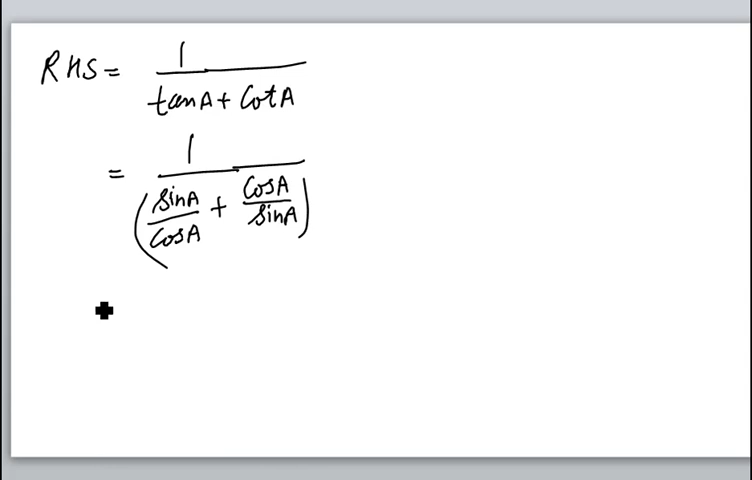 RHS = 1/(tanA + CotA)
= 1/(sinA/CosA + CosA/sinA)